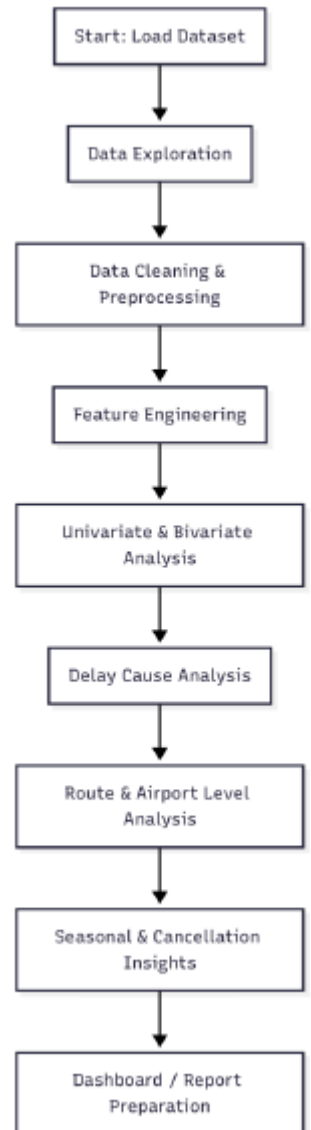 Start: Load Dataset
Data Exploration
Data Cleaning &
Preprocessing
Feature Engineering
Univariate & Bivariate
Analysis
Delay Cause Analysis
Route & Airport Level
Analysis
Seasonal & Cancellation
Insights
Dashboard / Report
Preparation